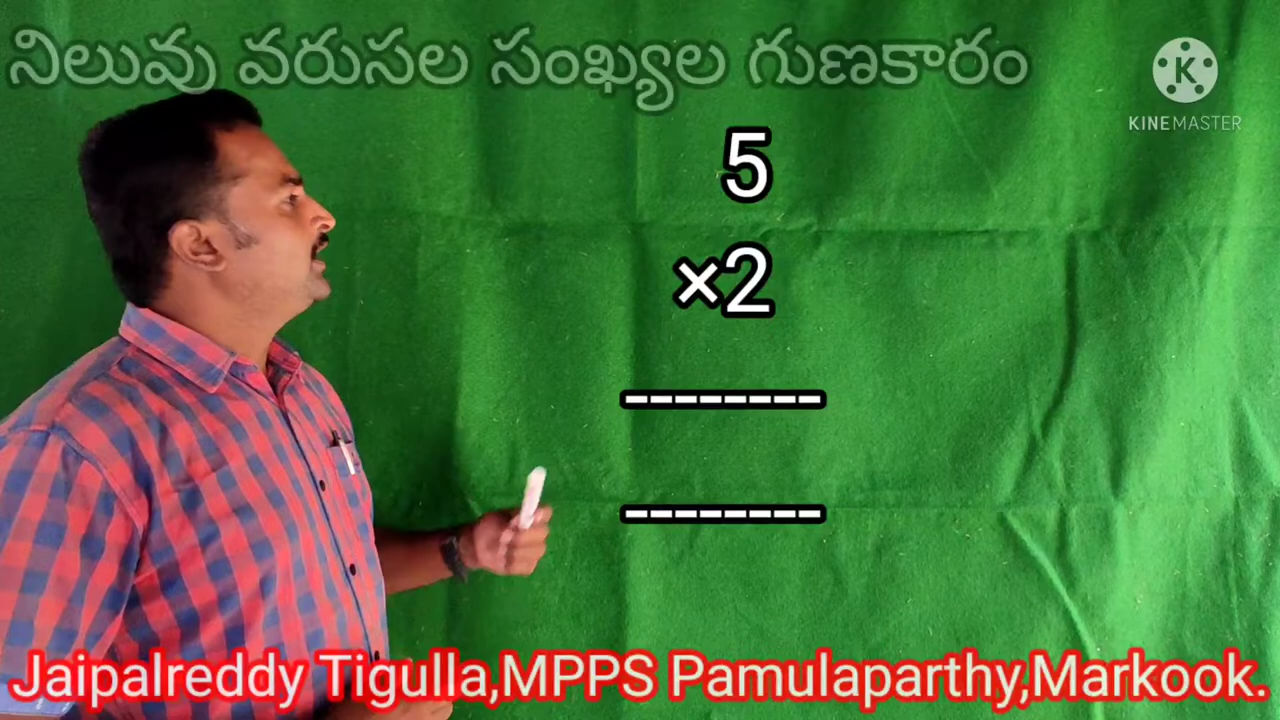 నిలువు వరుసల సంఖ్యల గుణకారం
KINEMASTER
5
×2
--------
--------
Jaipalreddy Tigulla,MPPS Pamulaparthy,Markook.